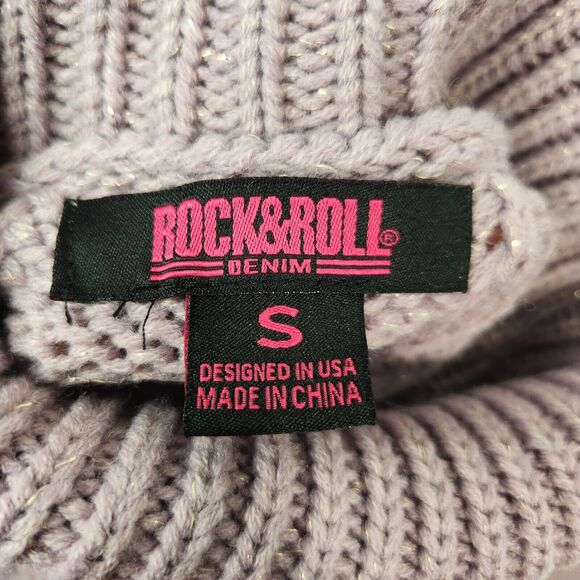 ROCK&ROLL®
DENIM
S
DESIGNED IN USA
MADE IN CHINA